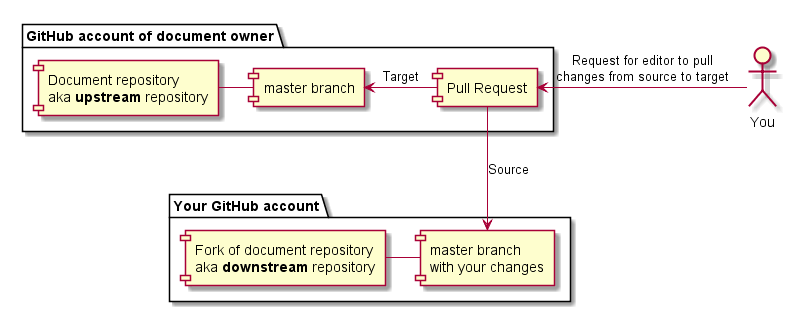 GitHub account of document owner
Document repository
aka upstream repository
master branch
Target
Pull Request
Request for editor to pull
changes from source to target
You
Source
Your GitHub account
Fork of document repository
aka downstream repository
master branch
with your changes